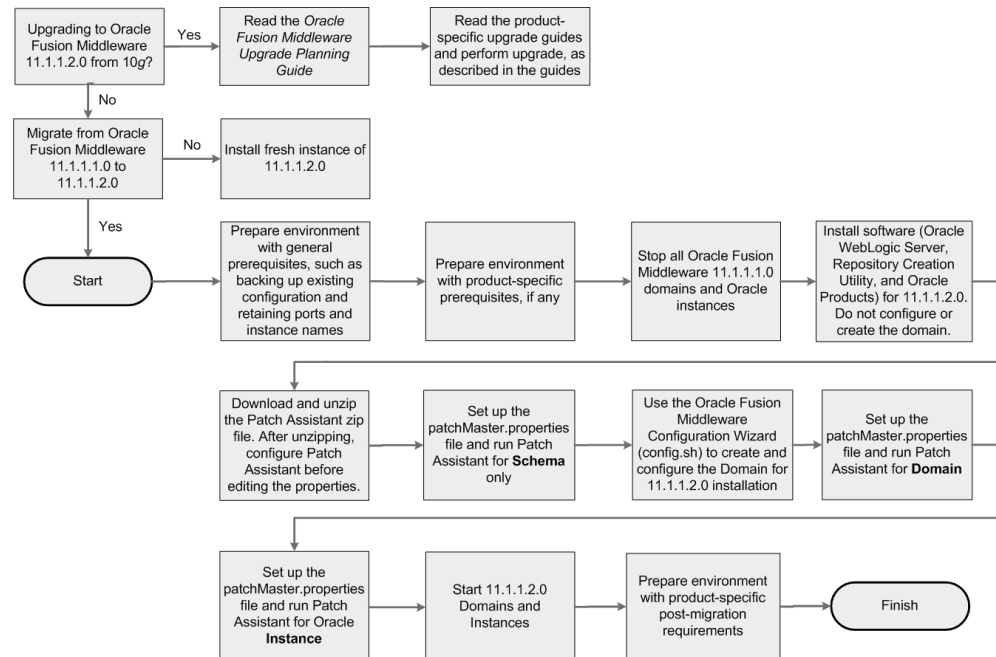 Upgrading to Oracle
Fusion Middleware
11.1.1.2.0 from 10g?
Yes
Read the Oracle
Fusion Middleware
Upgrade Planning
Guide
Read the product-
specific upgrade guides
and perform upgrade, as
described in the guides
No
Migrate from Oracle
Fusion Middleware
11.1.1.1.0 to
11.1.1.2.0
No
Install fresh instance of
11.1.1.2.0
Yes
Start
Prepare environment
with general
prerequisites, such as
backing up existing
configuration and
retaining ports and
instance names
Prepare environment
with product-specific
prerequisites, if any
Stop all Oracle Fusion
Middleware 11.1.1.1.0
domains and Oracle
instances
Install software (Oracle
WebLogic Server,
Repository Creation
Utility, and Oracle
Products) for 11.1.1.2.0.
Do not configure or
create the domain.
Download and unzip
the Patch Assistant zip
file. After unzipping,
configure Patch
Assistant before
editing the properties.
Set up the
patchMaster.properties
file and run Patch
Assistant for Schema
only
Use the Oracle Fusion
Middleware
Configuration Wizard
(config.sh) to create and
configure the Domain for
11.1.1.2.0 installation
Set up the
patchMaster.properties
file and run Patch
Assistant for Domain
Set up the
patchMaster.properties
file and run Patch
Assistant for Oracle
Instance
Start 11.1.1.2.0
Domains and
Instances
Prepare environment
with product-specific
post-migration
requirements
Finish